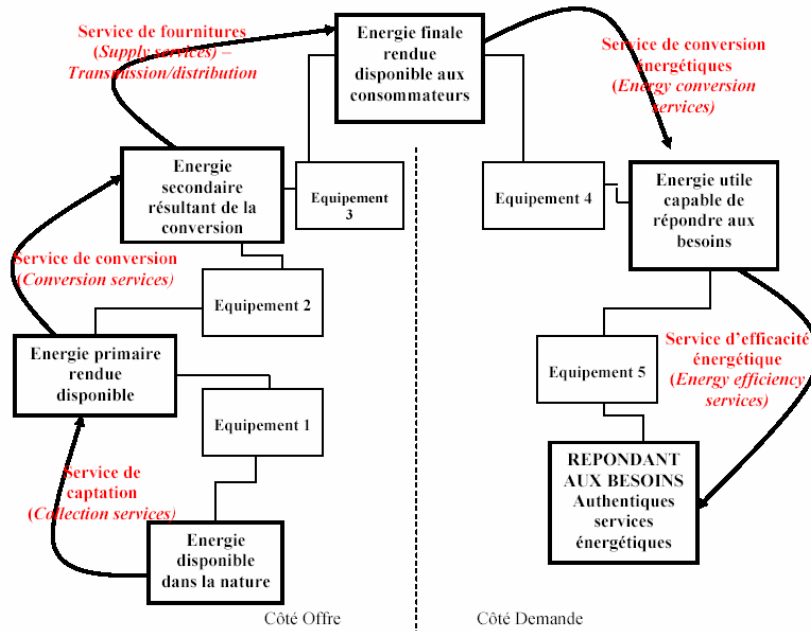 Service de fournitures
(Supply services) –
Transmission/distribution
Energie finale
rendue
disponible aux
consommateurs
Service de conversion
énergétiques
(Energy conversion
services)
Energie
secondaire
résultant de la
conversion
Equipement
3
Equipement 4
Energie utile
capable de
répondre aux
besoins
Service de conversion
(Conversion services)
Equipement 2
Energie primaire
rendue
disponible
Equipement 1
Service d’efficacité
énergétique
(Energy efficiency
services)
Equipement 5
Service de
captation
(Collection services)
Energie
disponible
dans la nature
REPONDANT
AUX BESOINS
Authentiques
services
énergétiques
Côté Offre
Côté Demande